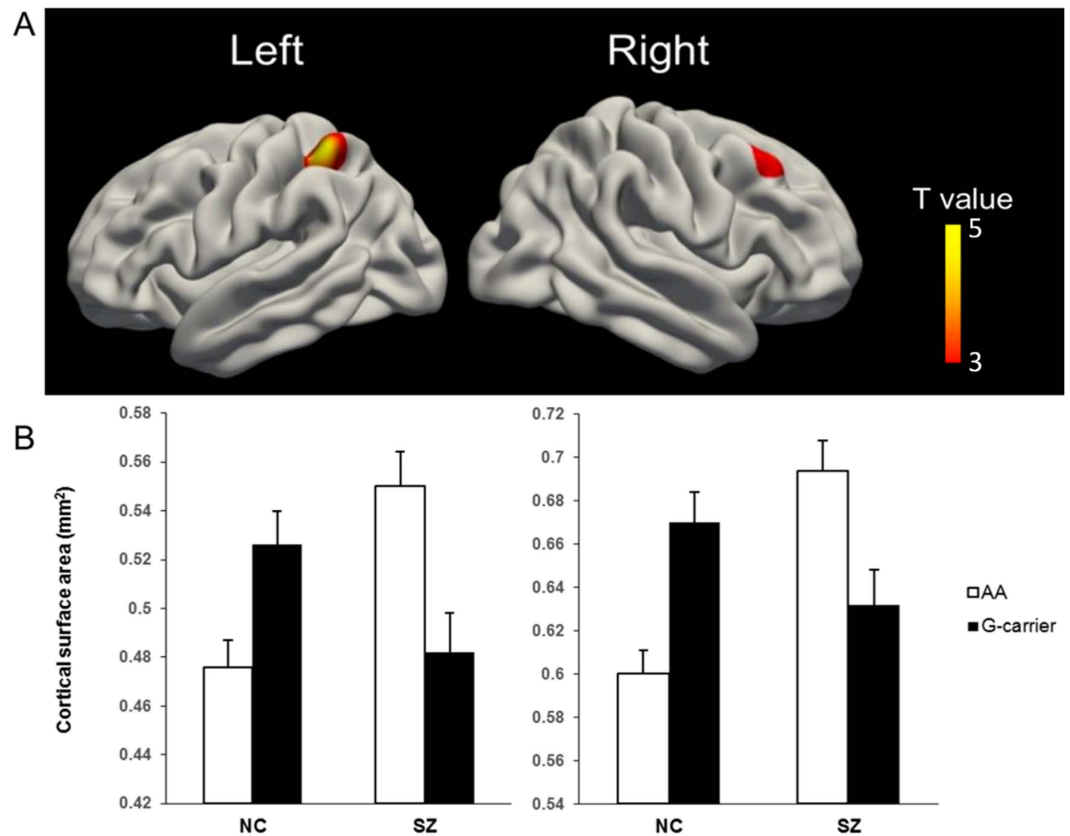 A
Left
Right
T value
5
3
B
Cortical surface area (mm²)
0.58
0.56
0.54
0.52
0.5
0.48
0.46
0.44
0.42
NC
SZ
0.72
0.7
0.68
0.66
0.64
0.62
0.6
0.58
0.56
0.54
NC
SZ
AA
G-carrier